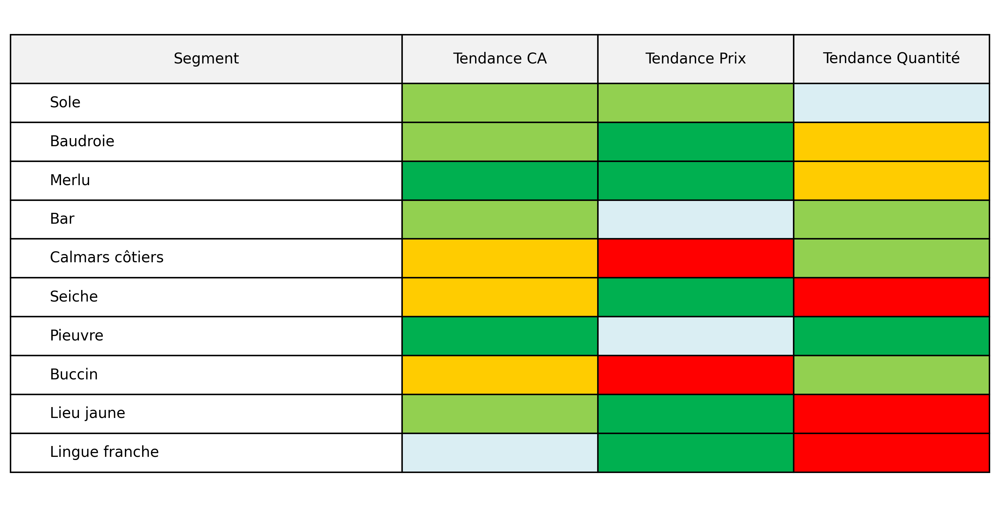 Segment Tendance CA Tendance Prix Tendance Quantité
Sole
Baudroie
Merlu
Bar
Calmars côtiers
Seiche
Pieuvre
Buccin
Lieu jaune
Lingue franche